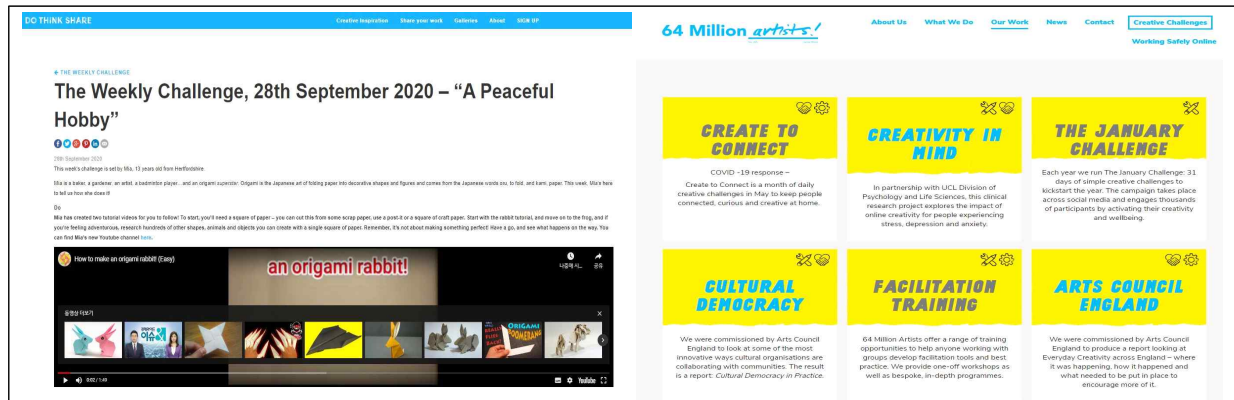 DO THINK SHARE
Creative Inspiration Share your work Galleries About SIGN UP
THE WEEKLY CHALLENGE
The Weekly Challenge, 28th September 2020 – “A Peaceful
Hobby”
28th September 2020
This week's challenge is set by Mia, 13 years old from Hertfordshire
Mia is a baker, a gardener, an artist, a badminton player... and an origami superstar. Origami is the Japanese art of folding paper into decorative shapes and figures and comes from the Japanese words oru, to fold, and kami, paper. This week, Mia's here
to tell us how she does it!
Do
Mia has created two tutorial videos for you to follow! To start, you'll need a square of paper – you can cut this from some scrap paper, use a post-it or a square of craft paper. Start with the rabbit tutorial, and move on to the frog, and if
you're feeling adventurous, research hundreds of other shapes, animals and objects you can create with a single square of paper. Remember, it's not about making something perfect! Have a go, and see what happens on the way. You
can find Mia's new Youtube channel here.
How to make an origami rabbit! (Easy)
an origami rabbit!
나중에 시...
공유
동영상 더보기
이슈
ORIGAMI
BOOMERANG
0:02 / 1:40
YouTube
64 Million artists!
About Us What We Do Our Work News Contact Creative Challenges
Working Safely Online
CREATE TO
CONNECT
COVID -19 response –
Create to Connect is a month of daily
creative challenges in May to keep people
connected, curious and creative at home.
CREATIVITY IN
MIND
In partnership with UCL Division of
Psychology and Life Sciences, this clinical
research project explores the impact of
online creativity for people experiencing
stress, depression and anxiety.
THE JANUARY
CHALLENGE
Each year we run The January Challenge: 31
days of simple creative challenges to
kickstart the year. The campaign takes place
across social media and engages thousands
of participants by activating their creativity
and wellbeing.
CULTURAL
DEMOCRACY
We were commissioned by Arts Council
England to look at some of the most
innovative ways cultural organisations are
collaborating with communities. The result
is a report: Cultural Democracy in Practice.
FACILITATION
TRAINING
64 Million Artists offer a range of training
opportunities to help anyone working with
groups develop facilitation tools and best
practice. We provide one-off workshops as
well as bespoke, in-depth programmes.
ARTS COUNCIL
ENGLAND
We were commissioned by Arts Council
England to produce a report looking at
Everyday Creativity across England – where
it was happening, how it happened and
what needed to be put in place to
encourage more of it.